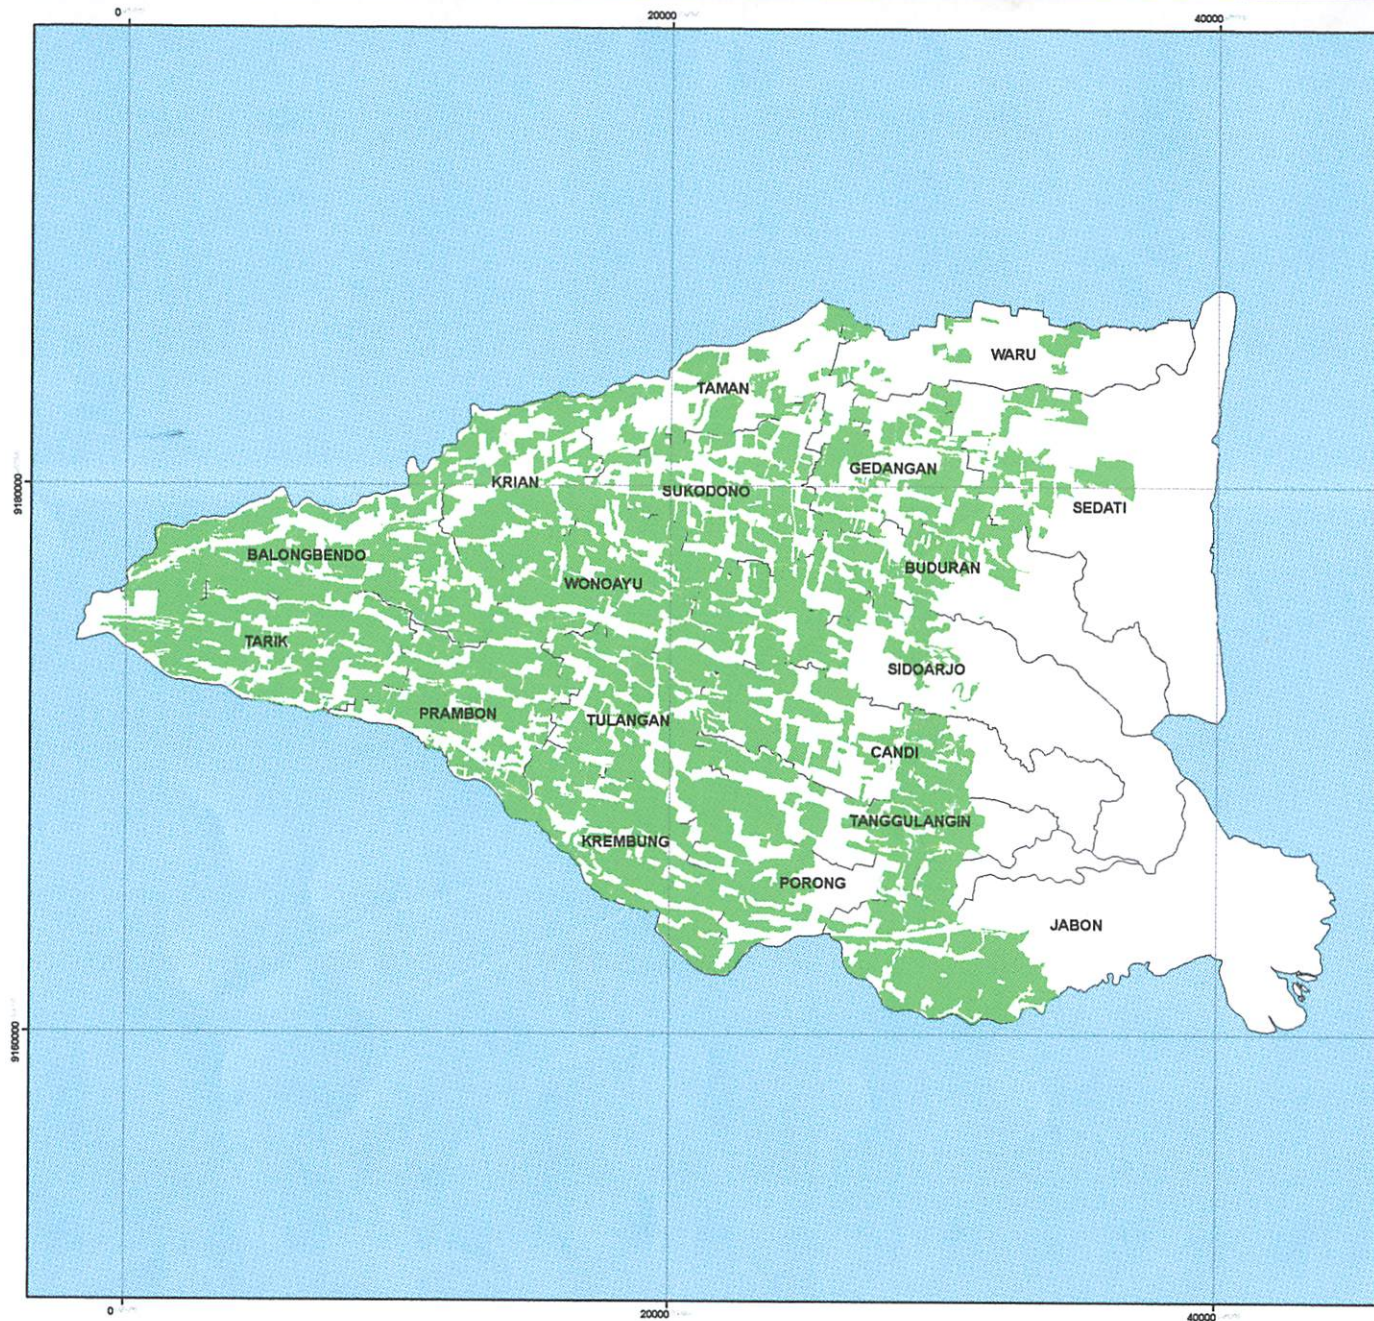 0
20000
40000
WARU
TAMAN
GEDANGAN
KRIAN
SUKODONO
9180000
SEDATI
BALONGBENDO
BUDURAN
WONOAYU
TARIK
SIDOARJO
PRAMBON
TULANGAN
CANDI
TANGGULANGIN
KREMBUNG
PORONG
JABON
9160000
0
20000
40000